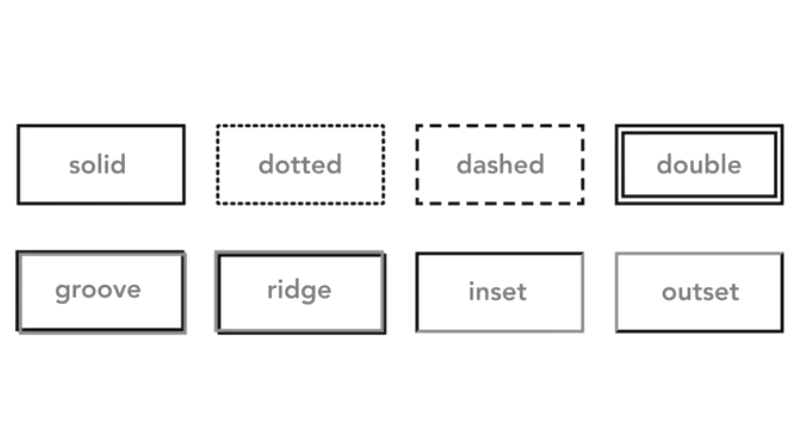 solid
dotted
dashed
double
groove
ridge
inset
outset